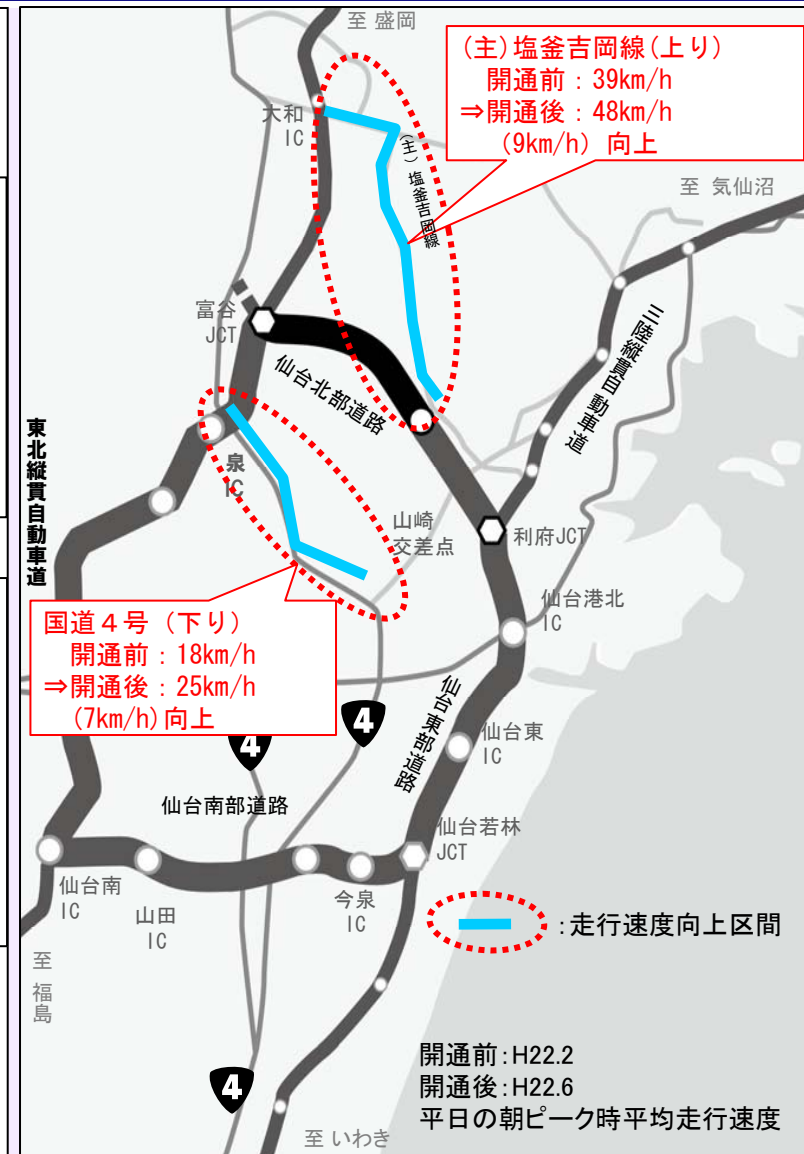 至 盛岡
(主)塩釜吉岡線(上り)
開通前：39km/h
⇒開通後：48km/h
(9km/h) 向上
大和
IC
(主)塩釜吉岡線
至 気仙沼
富谷
JCT
仙台北部道路
三陸縦貫自動車道
東北縦貫自動車道
泉
IC
山崎
交差点
利府JCT
仙台港北
IC
国道４号（下り）
開通前：18km/h
⇒開通後：25km/h
(7km/h)向上
4
4
仙台東部道路
仙台東
IC
仙台南部道路
仙台若林
JCT
仙台南
IC
山田
IC
今泉
IC
：走行速度向上区間
至
福島
4
開通前：H22.2
開通後：H22.6
平日の朝ピーク時平均走行速度
至 いわき